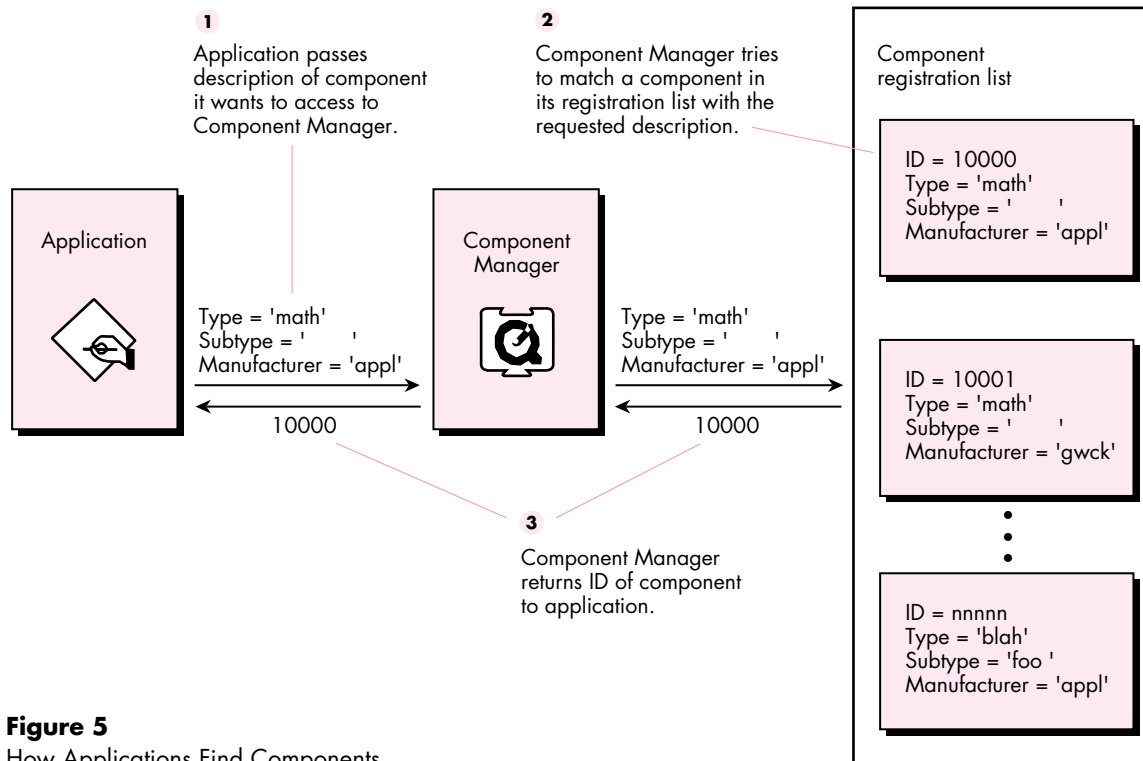 1
Application passes
description of component
it wants to access to
Component Manager.
2
Component Manager tries
to match a component in
its registration list with the
requested description.
Component
registration list
ID = 10000
Type = 'math'
Subtype = '    '
Manufacturer = 'appl'
Application
Component
Manager
Type = 'math'
Subtype = '    '
Manufacturer = 'appl'
10000
Type = 'math'
Subtype = '    '
Manufacturer = 'appl'
10000
ID = 10001
Type = 'math'
Subtype = '    '
Manufacturer = 'gwck'
3
Component Manager
returns ID of component
to application.
ID = nnnnn
Type = 'blah'
Subtype = 'foo '
Manufacturer = 'appl'
Figure 5
How Applications Find Components